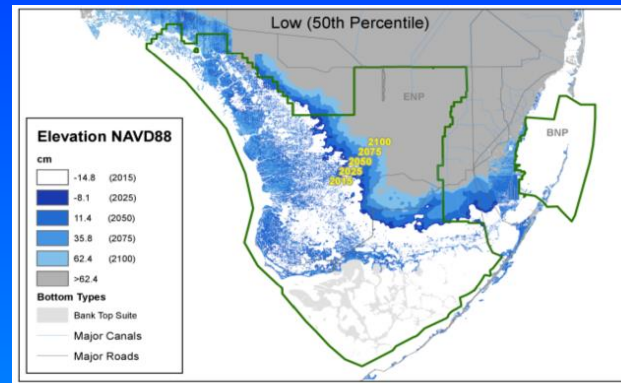 Low (50th Percentile)
ENP
BNP
2100
2075
2050
2025
2015
Elevation NAVD88
cm
-14.8 (2015)
-8.1 (2025)
11.4 (2050)
35.8 (2075)
62.4 (2100)
>62.4
Bottom Types
Bank Top Suite
Major Canals
Major Roads